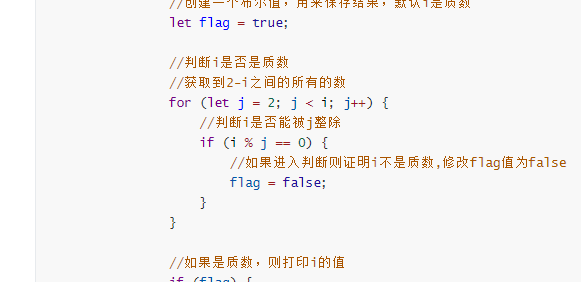 //创建一个布尔值，用来保存结果，默认i是质数
let flag = true;
//判断i是否是质数
//获取到2-i之间的所有的数
for (let j = 2; j < i; j++) {
//判断i是否能被j整除
if (i % j == 0) {
//如果进入判断则证明i不是质数,修改flag值为false
flag = false;
}
}
//如果是质数，则打印i的值
if (flag) {